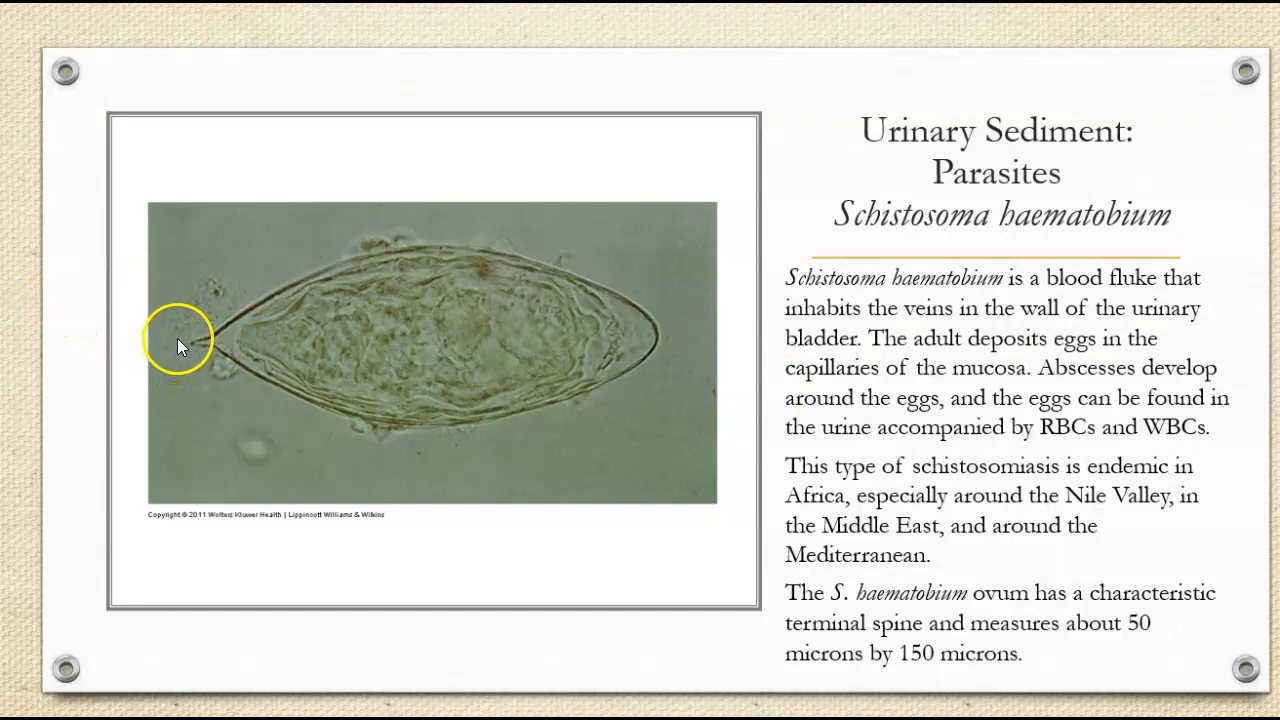 Urinary Sediment:
Parasites
Schistosoma haematobium
Schistosoma haematobium is a blood fluke that
inhabits the veins in the wall of the urinary
bladder. The adult deposits eggs in the
capillaries of the mucosa. Abscesses develop
around the eggs, and the eggs can be found in
the urine accompanied by RBCs and WBCs.
This type of schistosomiasis is endemic in
Africa, especially around the Nile Valley, in
the Middle East, and around the
Mediterranean.
The S. haematobium ovum has a characteristic
terminal spine and measures about 50
microns by 150 microns.
Copyright © 2011 Wolters Kluwer Health | Lippincott Williams & Wilkins